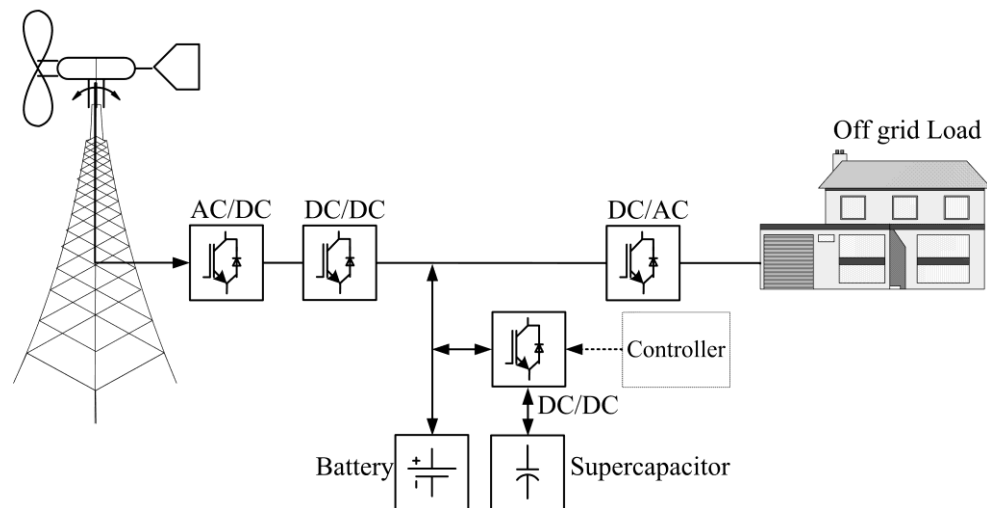 Off grid Load
AC/DC
DC/DC
DC/AC
Controller
DC/DC
Battery
+
Supercapacitor